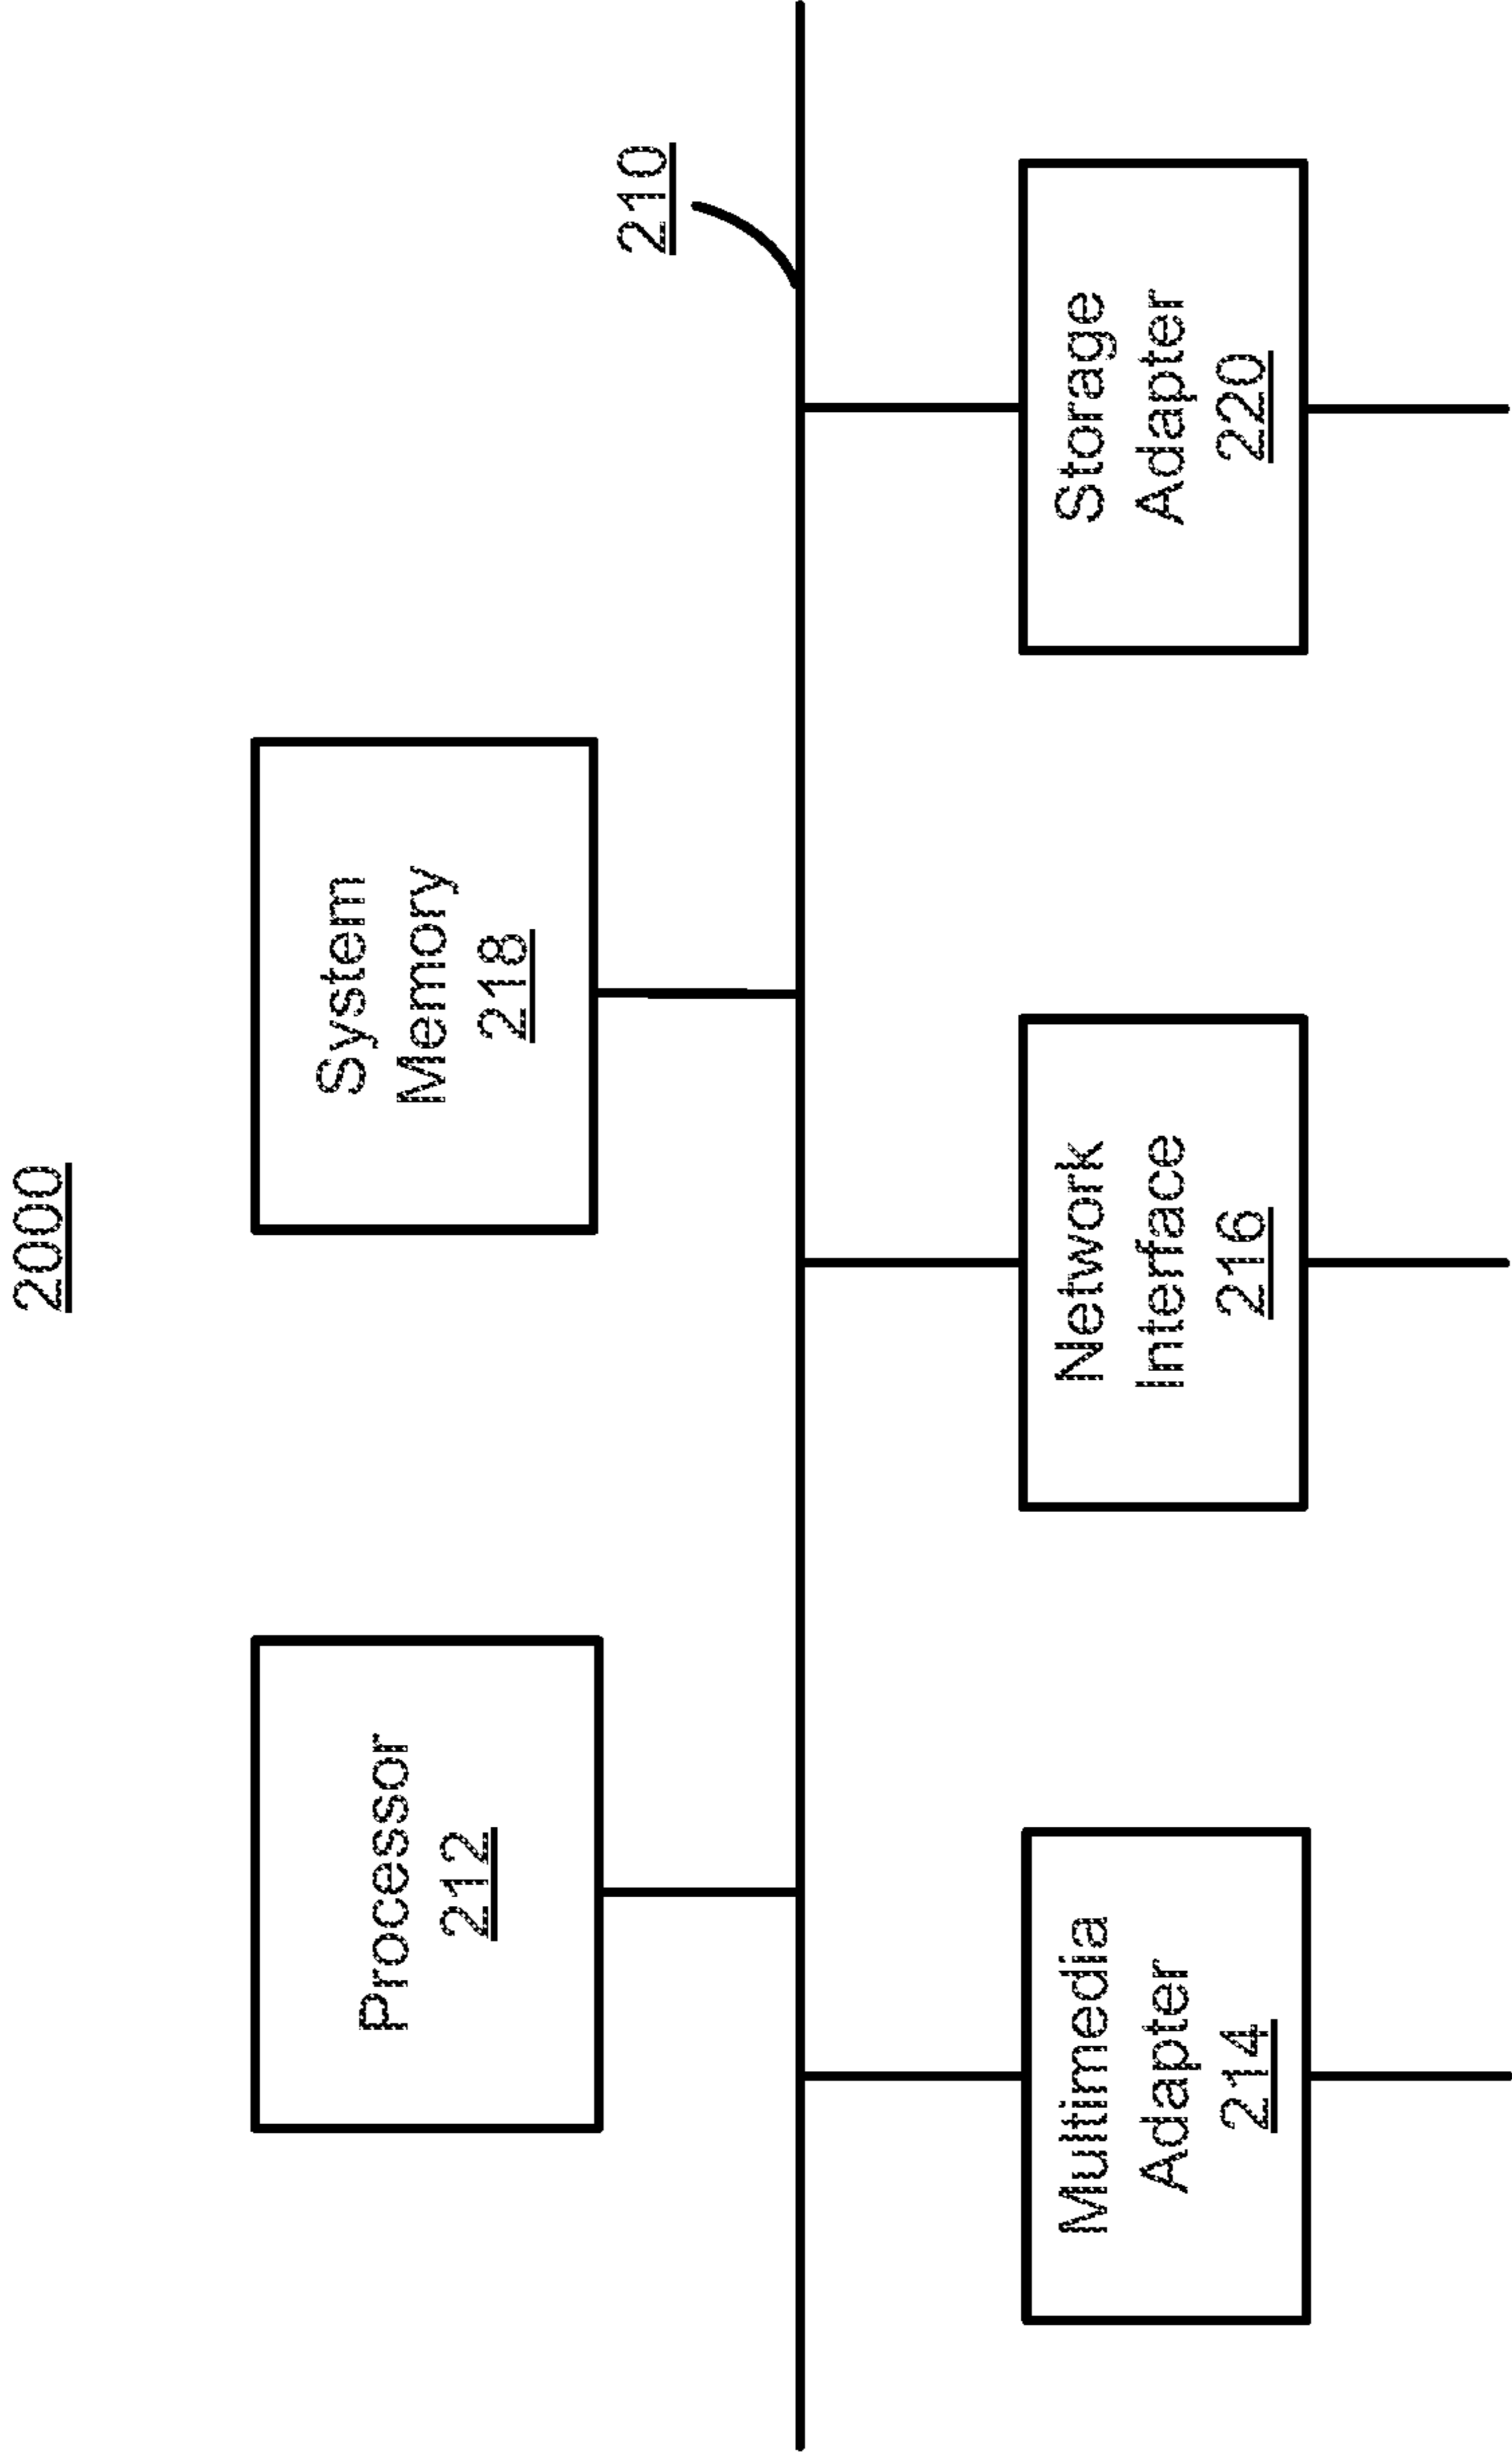 2000
Processor
212
System
Memory
218
210
Multimedia
Adapter
214
Network
Interface
216
Storage
Adapter
220